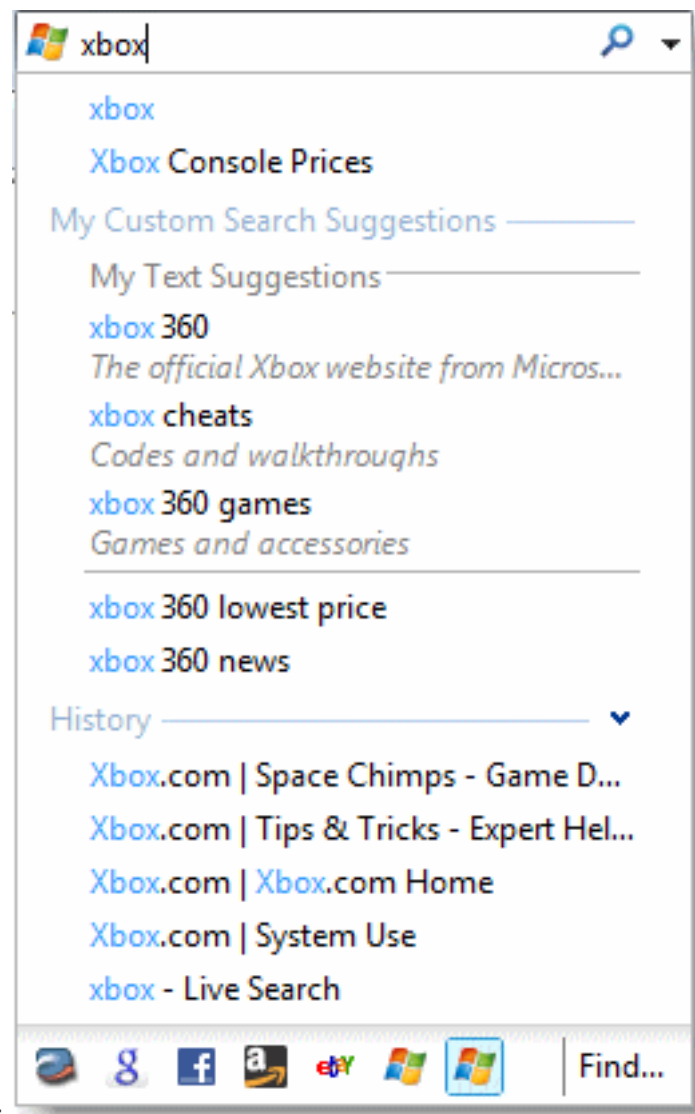 xbox
xbox
Xbox Console Prices
My Custom Search Suggestions
My Text Suggestions
xbox 360
The official Xbox website from Micros...
xbox cheats
Codes and walkthroughs
xbox 360 games
Games and accessories
xbox 360 lowest price
xbox 360 news
History
Xbox.com | Space Chimps - Game D...
Xbox.com | Tips & Tricks - Expert Hel...
Xbox.com | Xbox.com Home
Xbox.com | System Use
xbox - Live Search
g f a ebY Find...